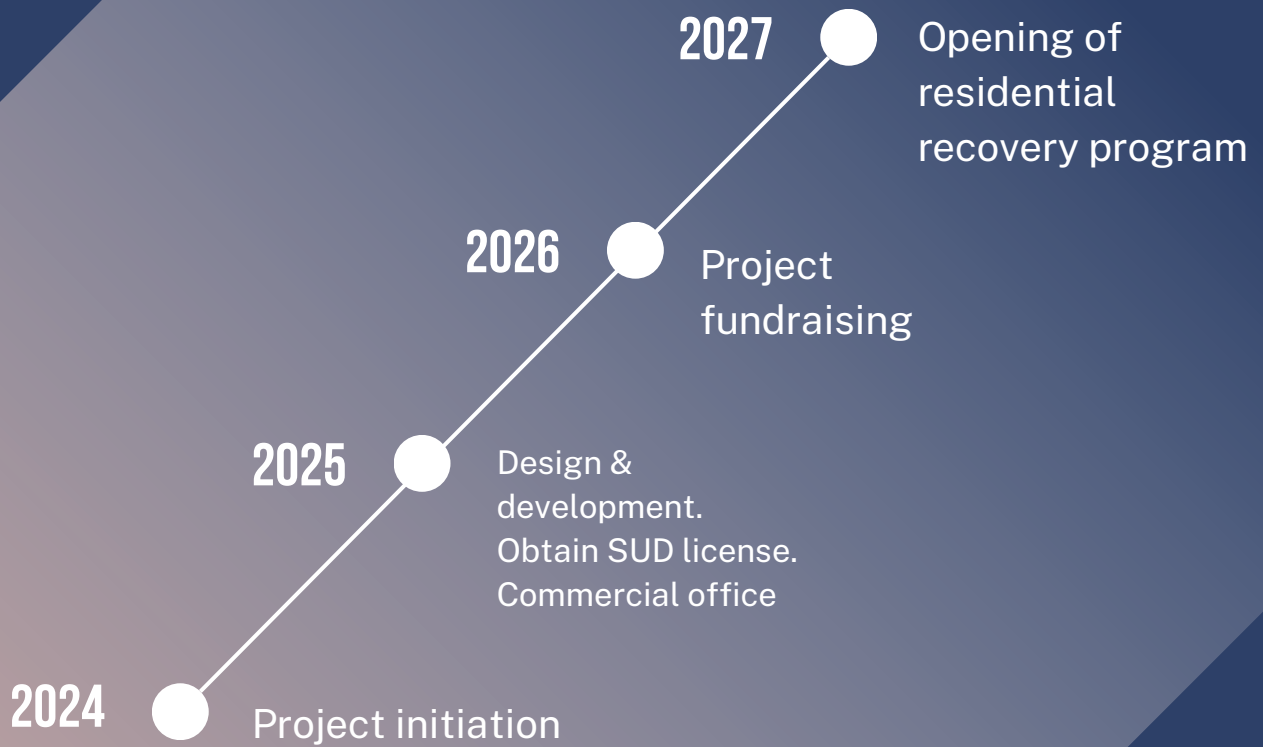 2027
Opening of
residential
recovery program
2026
Project
fundraising
2025
Design &
development.
Obtain SUD license.
Commercial office
2024
Project initiation